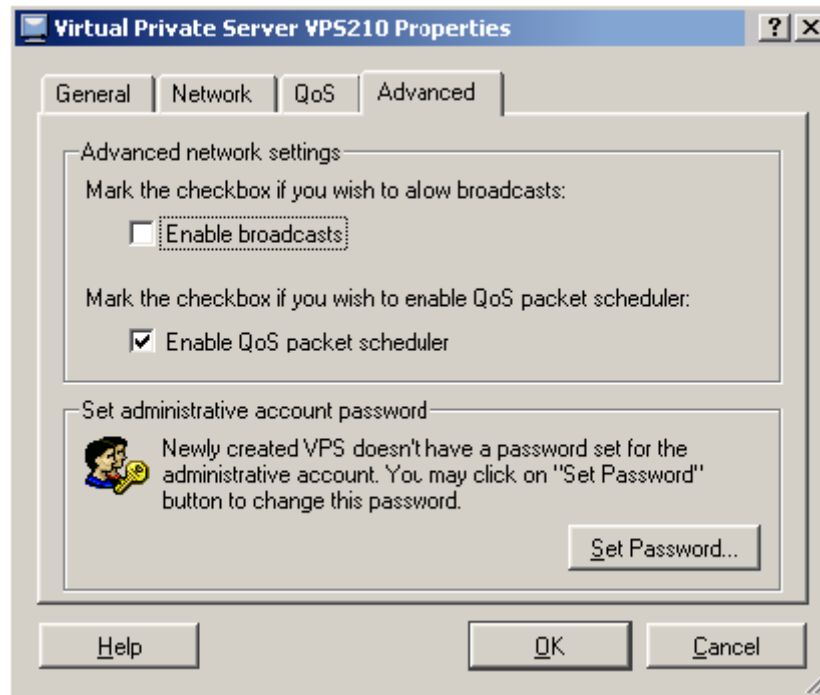 Virtual Private Server VPS210 Properties
General Network QoS Advanced
Advanced network settings
Mark the checkbox if you wish to alow broadcasts:
Enable broadcasts
Mark the checkbox if you wish to enable QoS packet scheduler:
Enable QoS packet scheduler
Set administrative account password
Newly created VPS doesn't have a password set for the
administrative account. You may click on "Set Password"
button to change this password.
Set Password...
Help OK Cancel